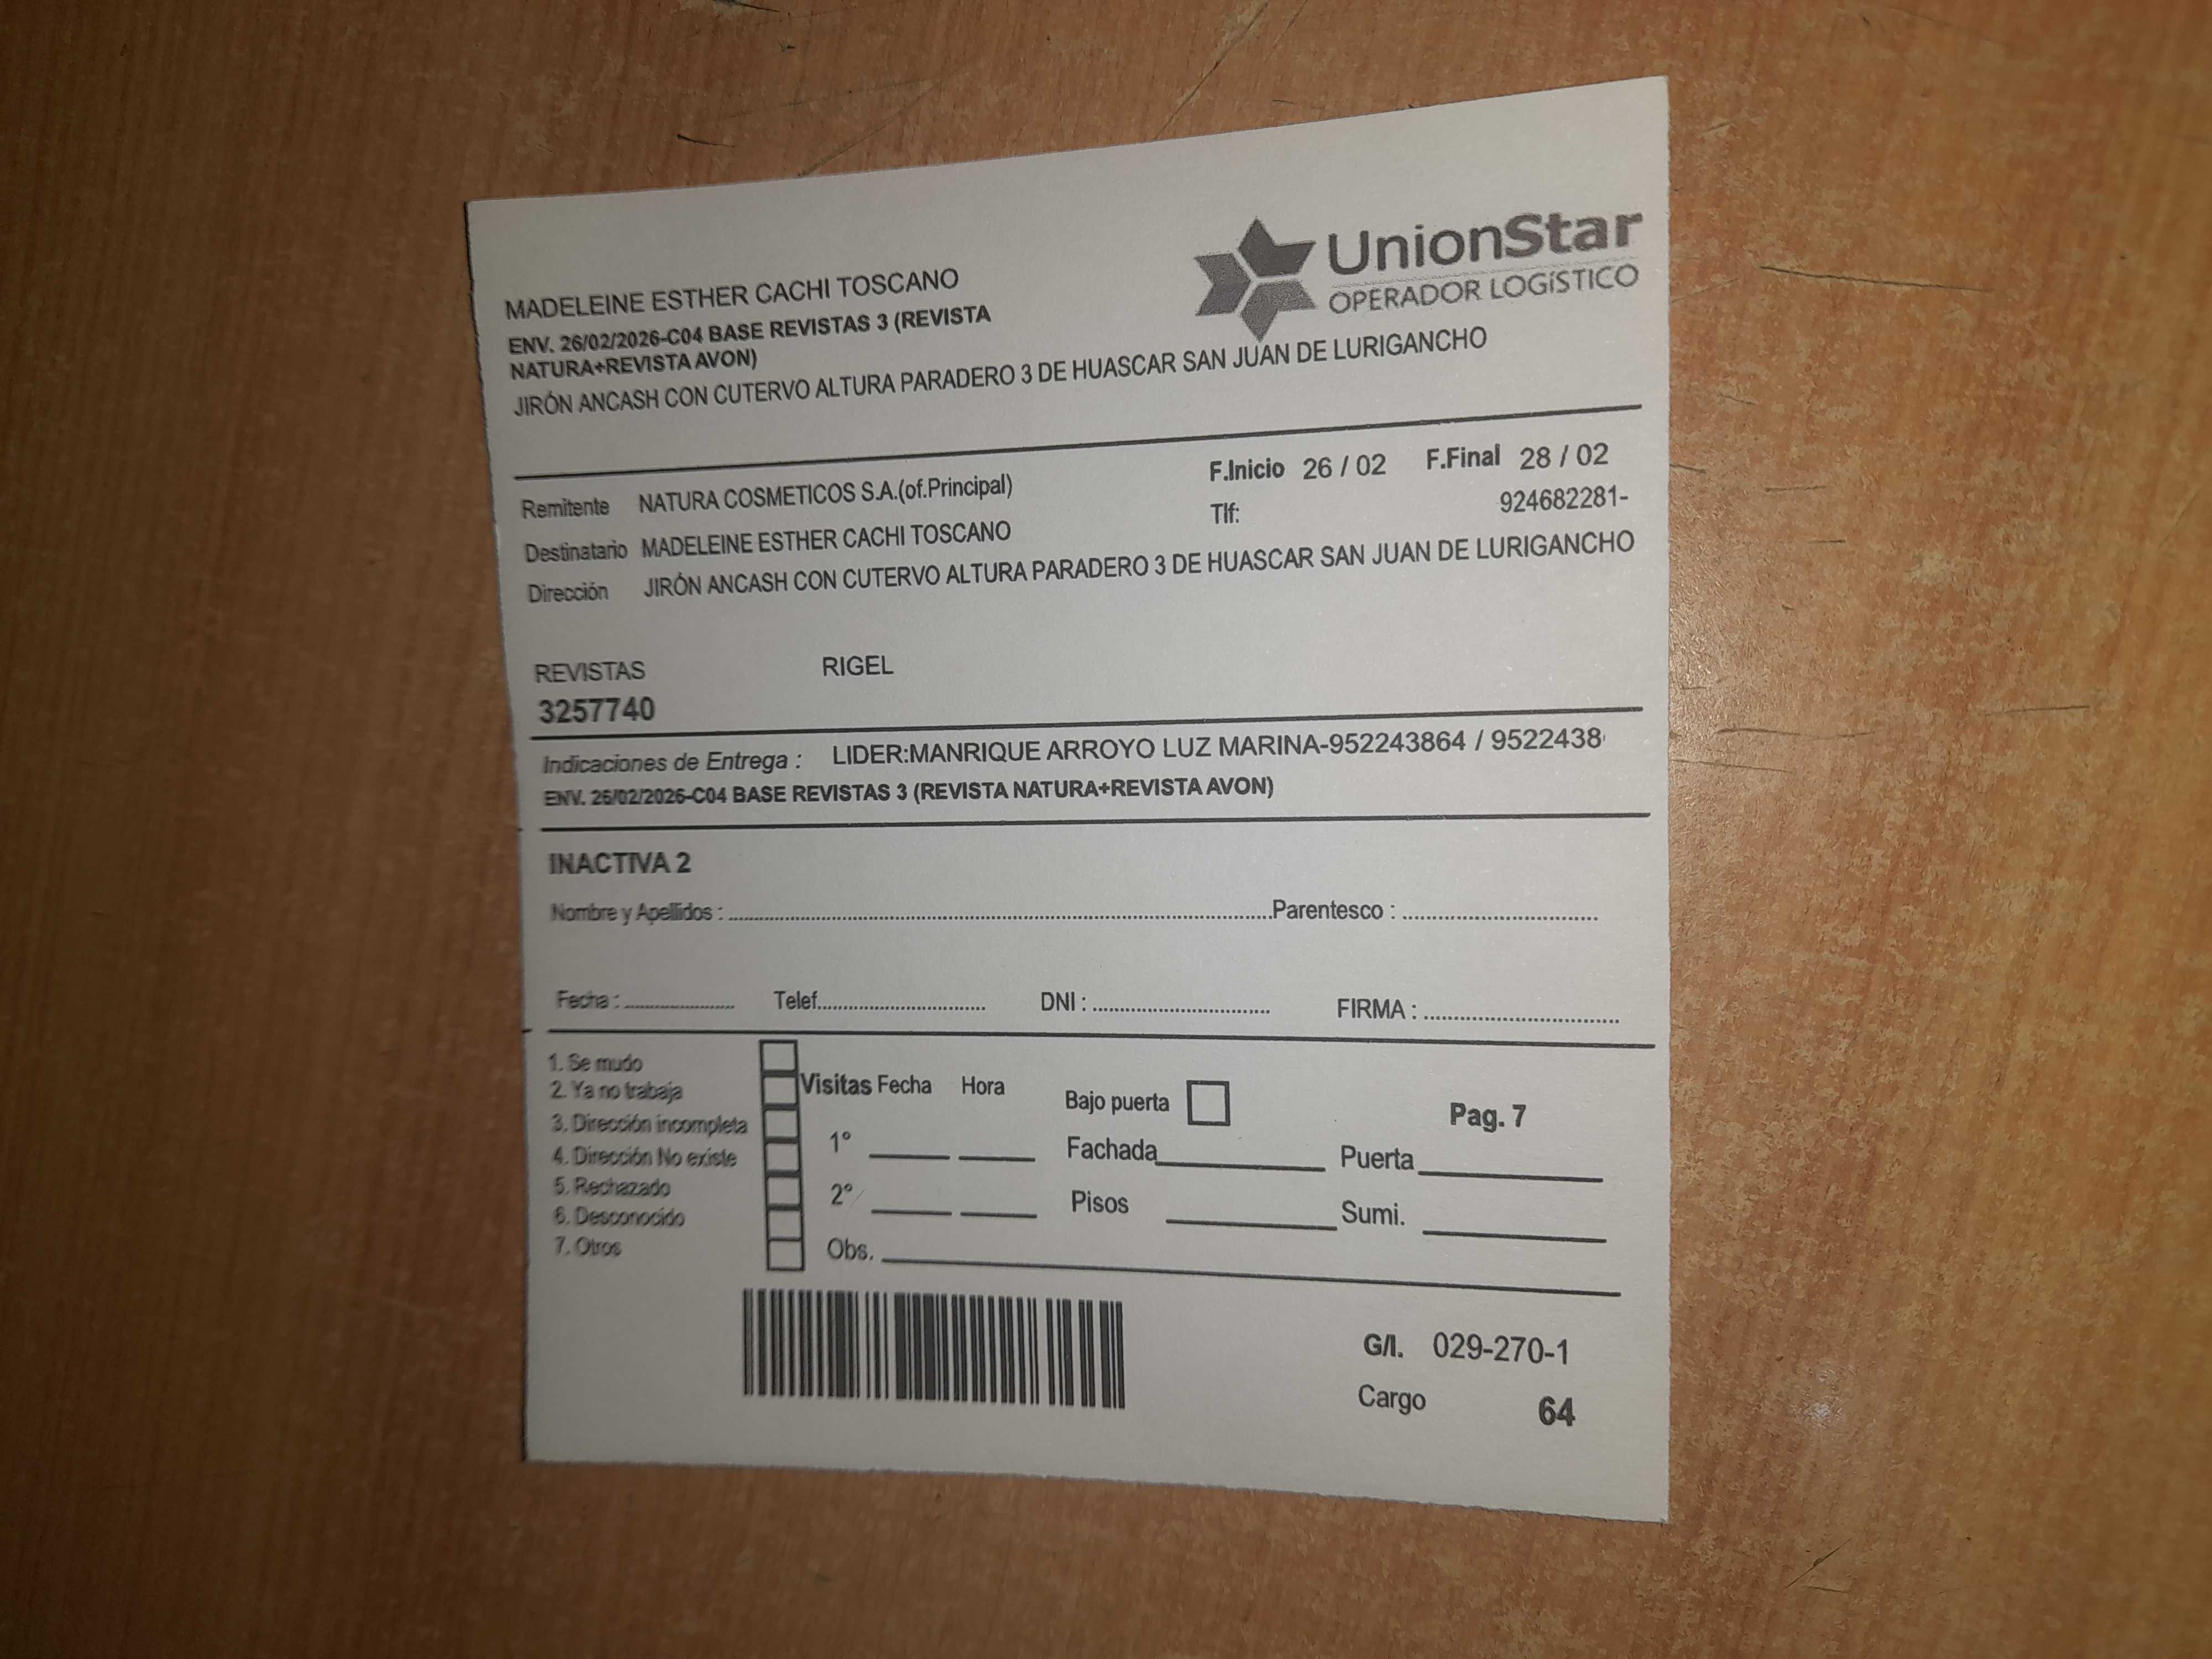 UnionStar
OPERADOR LOGÍSTICO
MADELEINE ESTHER CACHI TOSCANO
ENV. 26/02/2026-C04 BASE REVISTAS 3 (REVISTA
NATURA+REVISTA AVON)
JIRÓN ANCASH CON CUTERVO ALTURA PARADERO 3 DE HUASCAR SAN JUAN DE LURIGANCHO
Remitente NATURA COSMETICOS S.A.(of.Principal) F.Inicio 26 / 02 F.Final 28 / 02
Destinatario MADELEINE ESTHER CACHI TOSCANO Tlf: 924682281-
Dirección JIRÓN ANCASH CON CUTERVO ALTURA PARADERO 3 DE HUASCAR SAN JUAN DE LURIGANCHO
REVISTAS RIGEL
3257740
Indicaciones de Entrega : LIDER:MANRIQUE ARROYO LUZ MARINA-952243864 / 9522438
ENV. 26/02/2026-C04 BASE REVISTAS 3 (REVISTA NATURA+REVISTA AVON)
INACTIVA 2
Nombre y Apellidos : Parentesco :
Fecha : Telef. DNI : FIRMA :
1. Se mudo
2. Ya no trabaja
3. Dirección incompleta
4. Dirección No existe
5. Rechazado
6. Desconocido
7. Otros
Visitas Fecha Hora
1°
2°
Obs.
Bajo puerta Pag. 7
Fachada Puerta
Pisos Sumi.
G/I. 029-270-1
Cargo 64